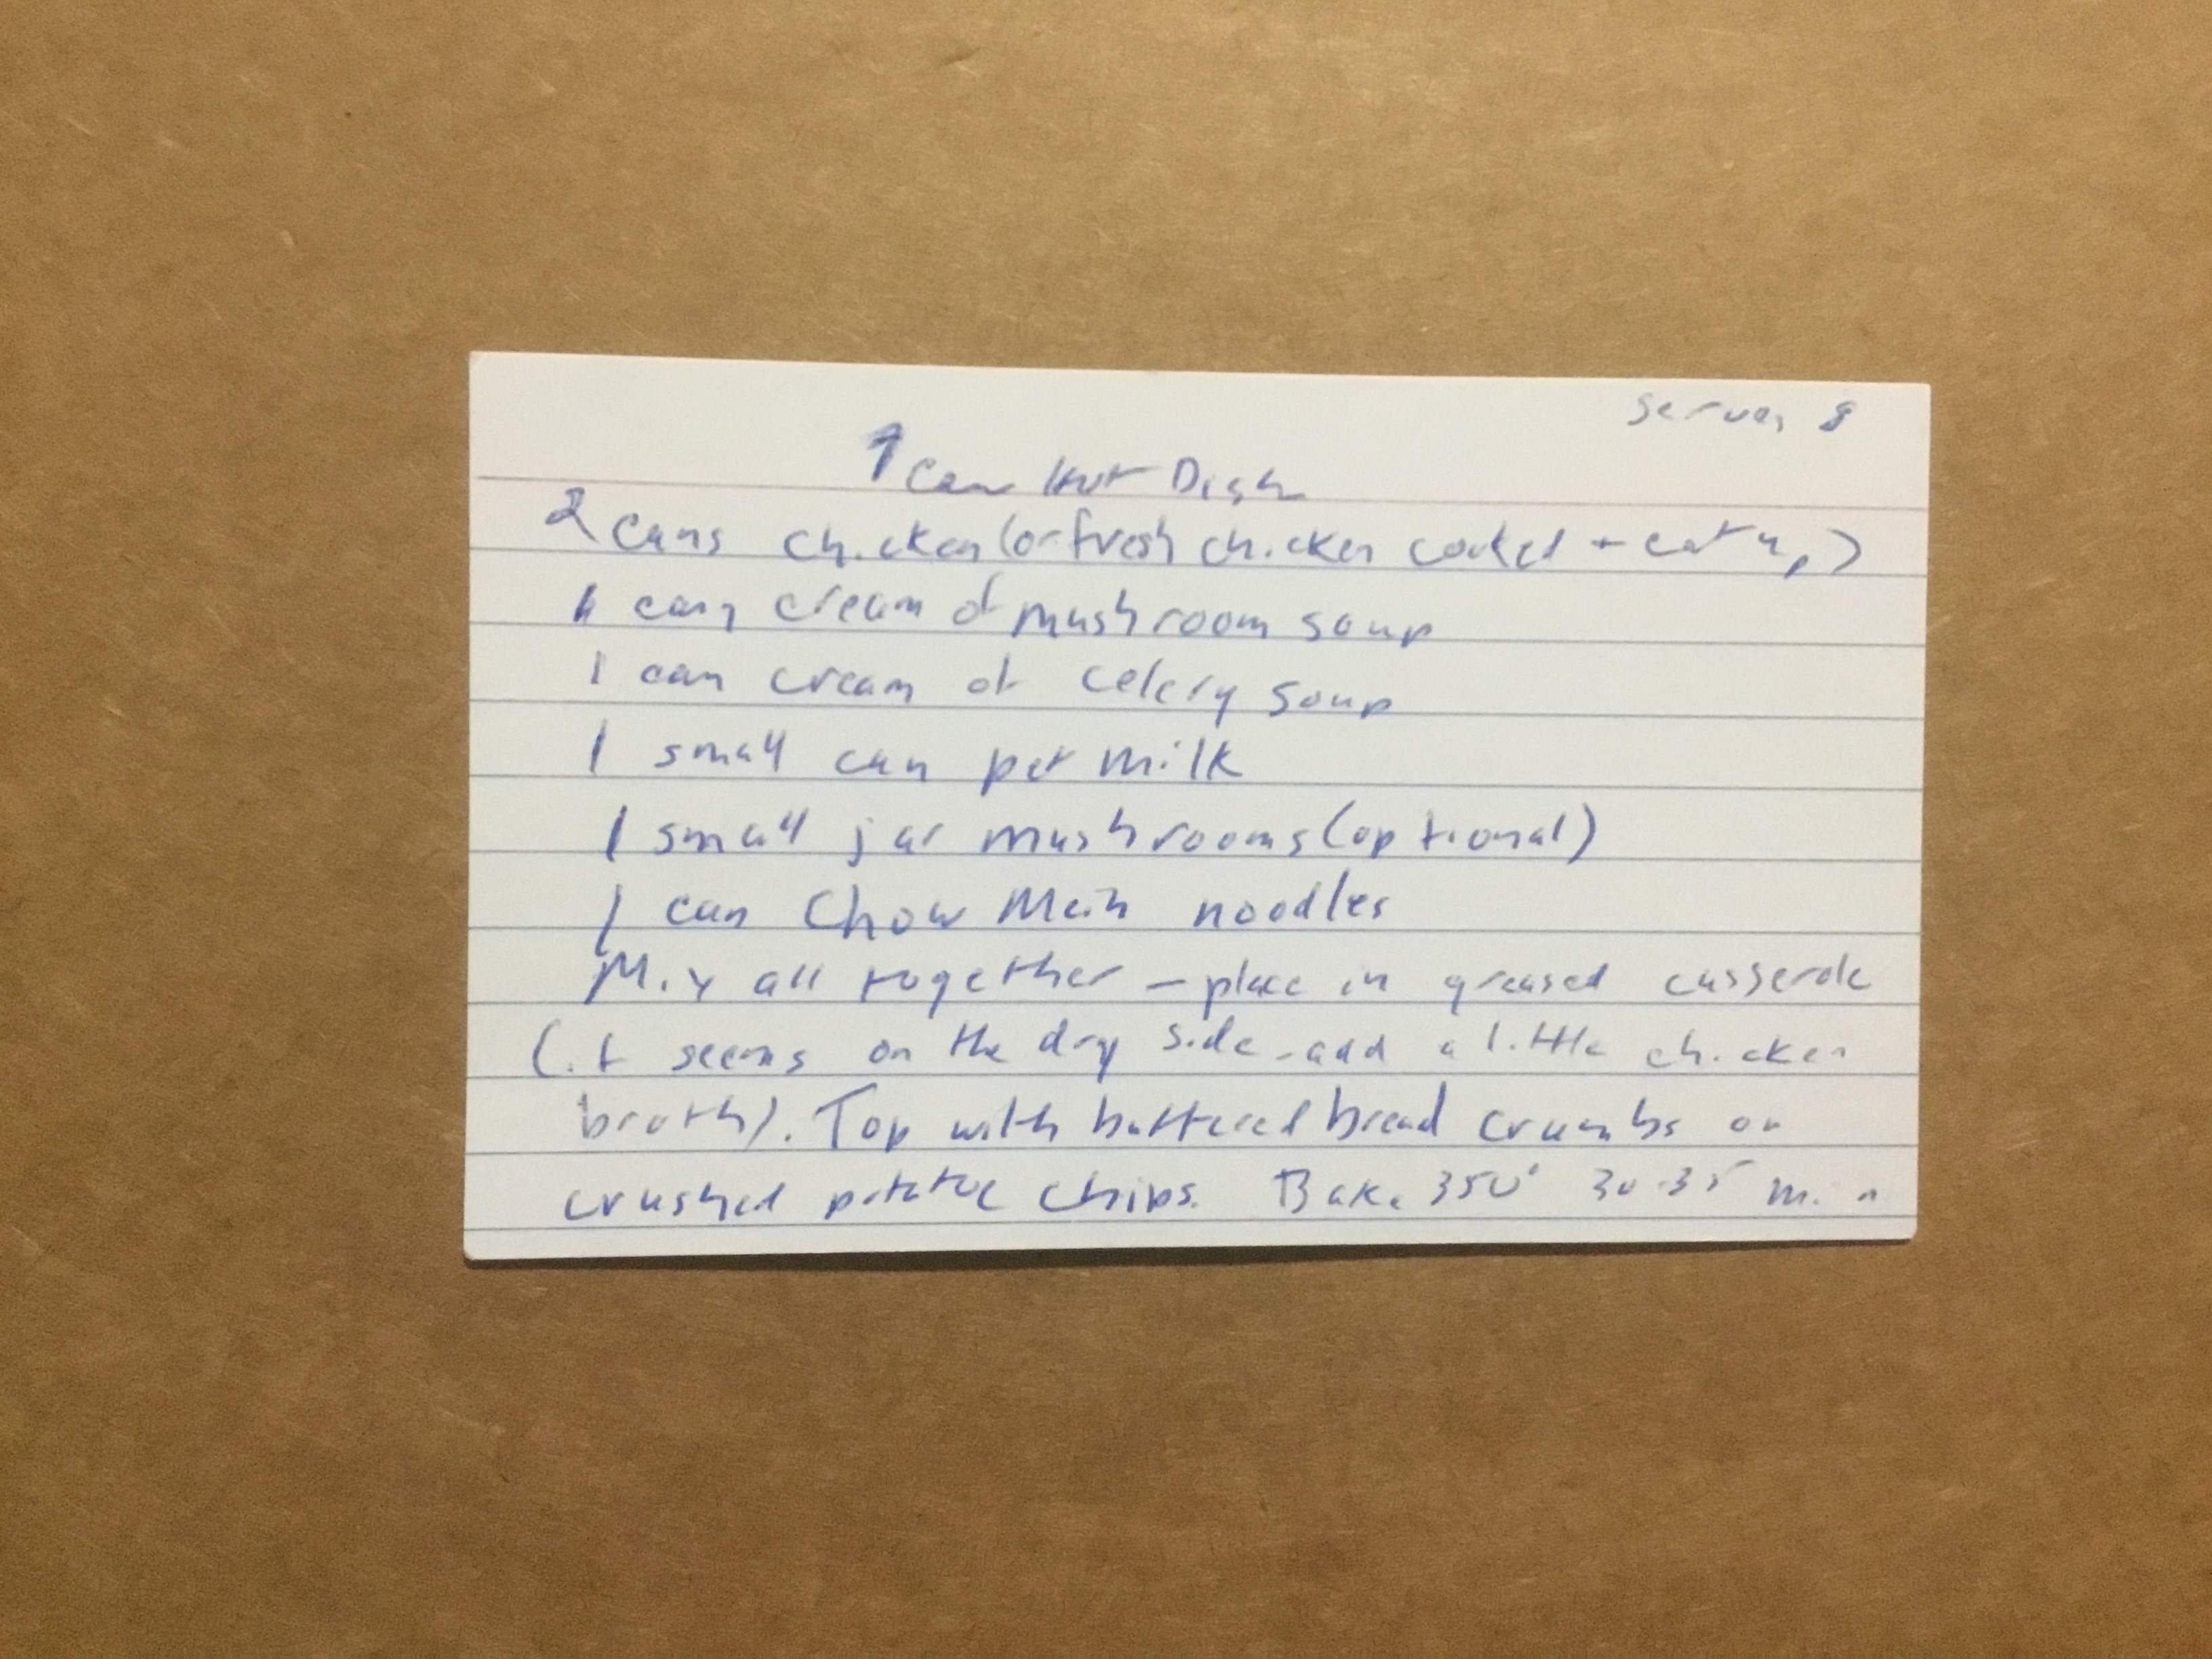 serves 8
Can Hot Dish
2 cans chicken (or fresh chicken cooked + cut up)
1 can cream of mushroom soup
1 can cream of celery soup
1 small can pet milk
1 small jar mushrooms (optional)
1 can Chow Mein noodles
Mix all together - place in greased casserole
(if seems on the dry side - add a little chicken
broth). Top with buttered bread crumbs or
crushed potatoe chips. Bake 350° 30-35 min